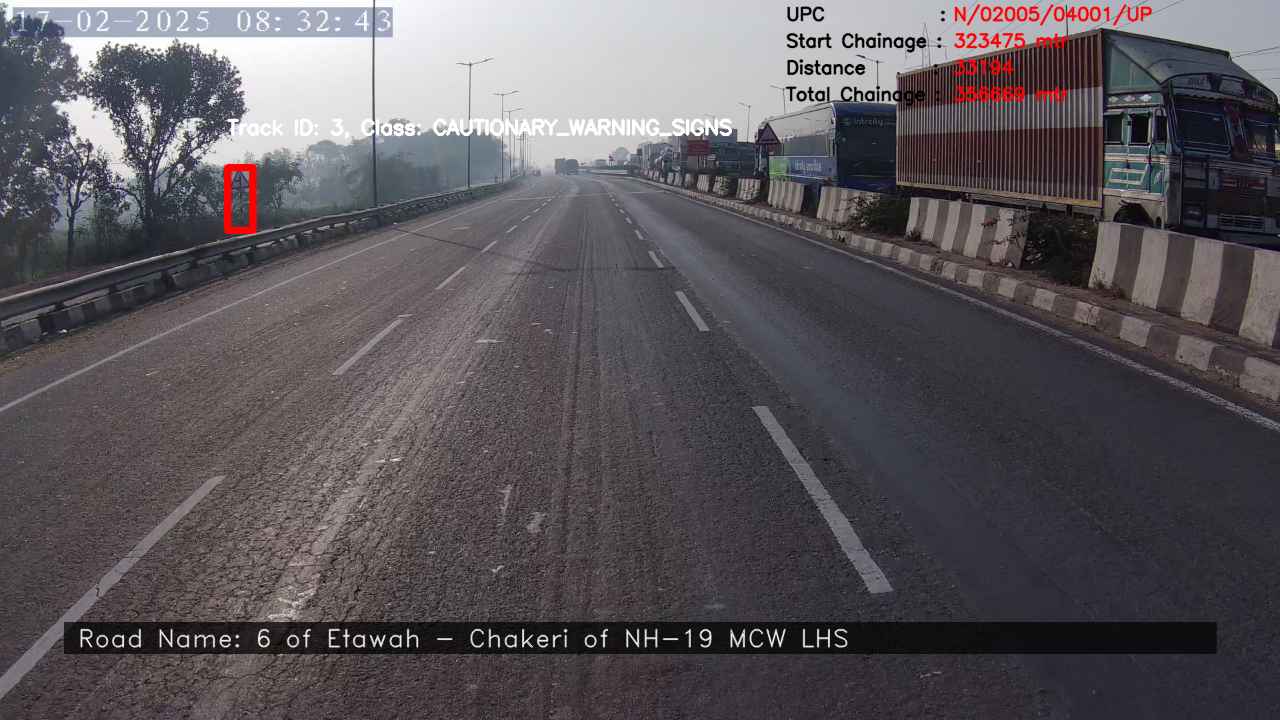 17-02-2025 08:32:43
UPC : N/02005/04001/UP
Start Chainage : 323475 mtr
Distance : 33194
Total Chainage : 356669 mtr
Track ID: 3, Class: CAUTIONARY_WARNING_SIGNS
intrcity
Road Name: 6 of Etawah - Chakeri of NH-19 MCW LHS